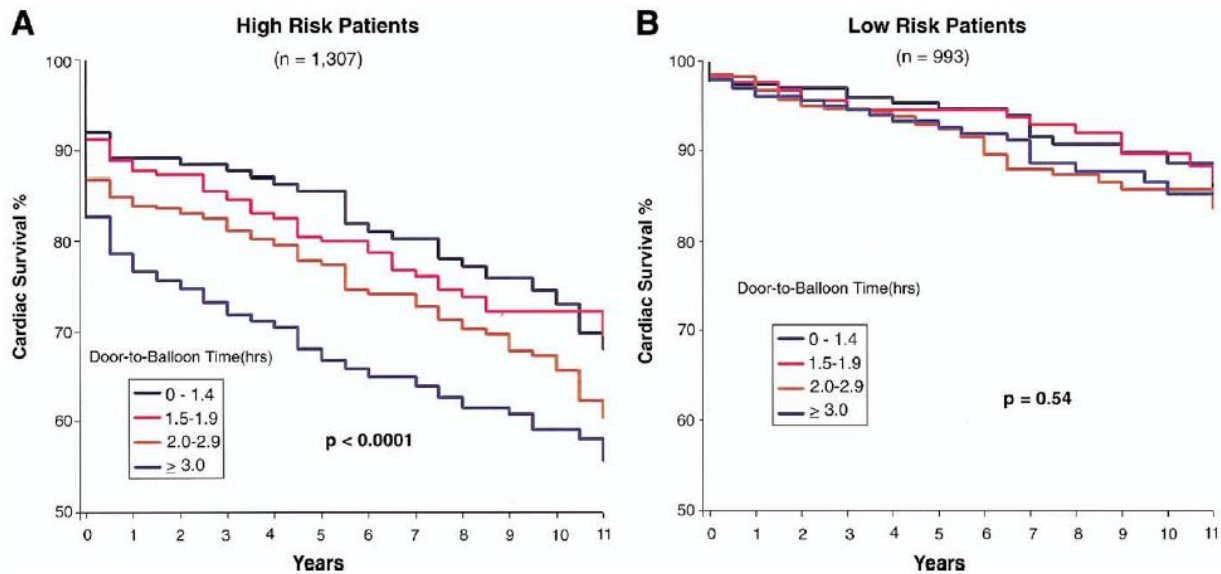 A
High Risk Patients
(n = 1,307)
100
90
80
70
60
50
Cardiac Survival %
Door-to-Balloon Time(hrs)
0 - 1.4
1.5-1.9
2.0-2.9
≥ 3.0
p < 0.0001
0 1 2 3 4 5 6 7 8 9 10 11
Years
B
Low Risk Patients
(n = 993)
100
90
80
70
60
50
Cardiac Survival %
Door-to-Balloon Time(hrs)
0 - 1.4
1.5-1.9
2.0-2.9
≥ 3.0
p = 0.54
0 1 2 3 4 5 6 7 8 9 10 11
Years